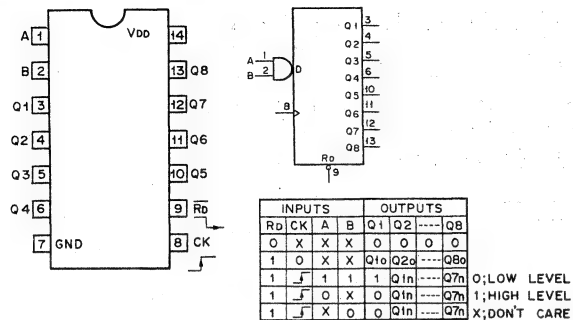 A 1 VDD 14
B 2 13 Q8
Q1 3 12 Q7
Q2 4 11 Q6
Q3 5 10 Q5
Q4 6 9 RD
7 GND 8 CK
A 1
B 2
D
8
RD
9
Q1 3
Q2 4
Q3 5
Q4 6
Q5 10
Q6 11
Q7 12
Q8 13
INPUTS OUTPUTS
RD CK A B Q1 Q2 ---- Q8
0 X X X 0 0 0 0
1 0 X X Q10 Q20 ---- Q80
1 1 1 1 Q1n ---- Q7n 0;LOW LEVEL
1 0 X 0 Q1n ---- Q7n 1;HIGH LEVEL
1 X 0 0 Q1n ---- Q7n X;DON'T CARE